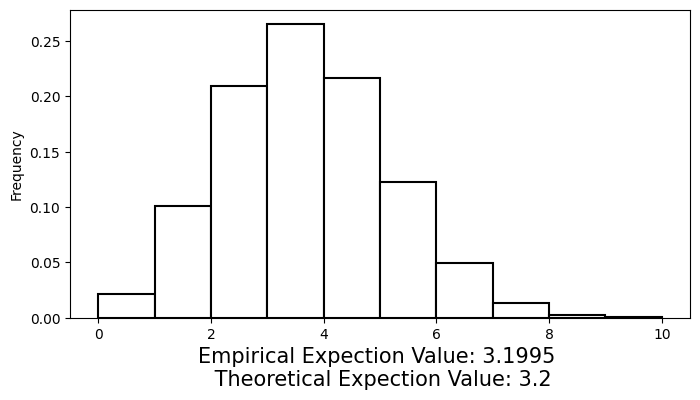 0.25
0.20
0.15
0.10
0.05
0.00
Frequency
0 2 4 6 8 10
Empirical Expection Value: 3.1995
Theoretical Expection Value: 3.2